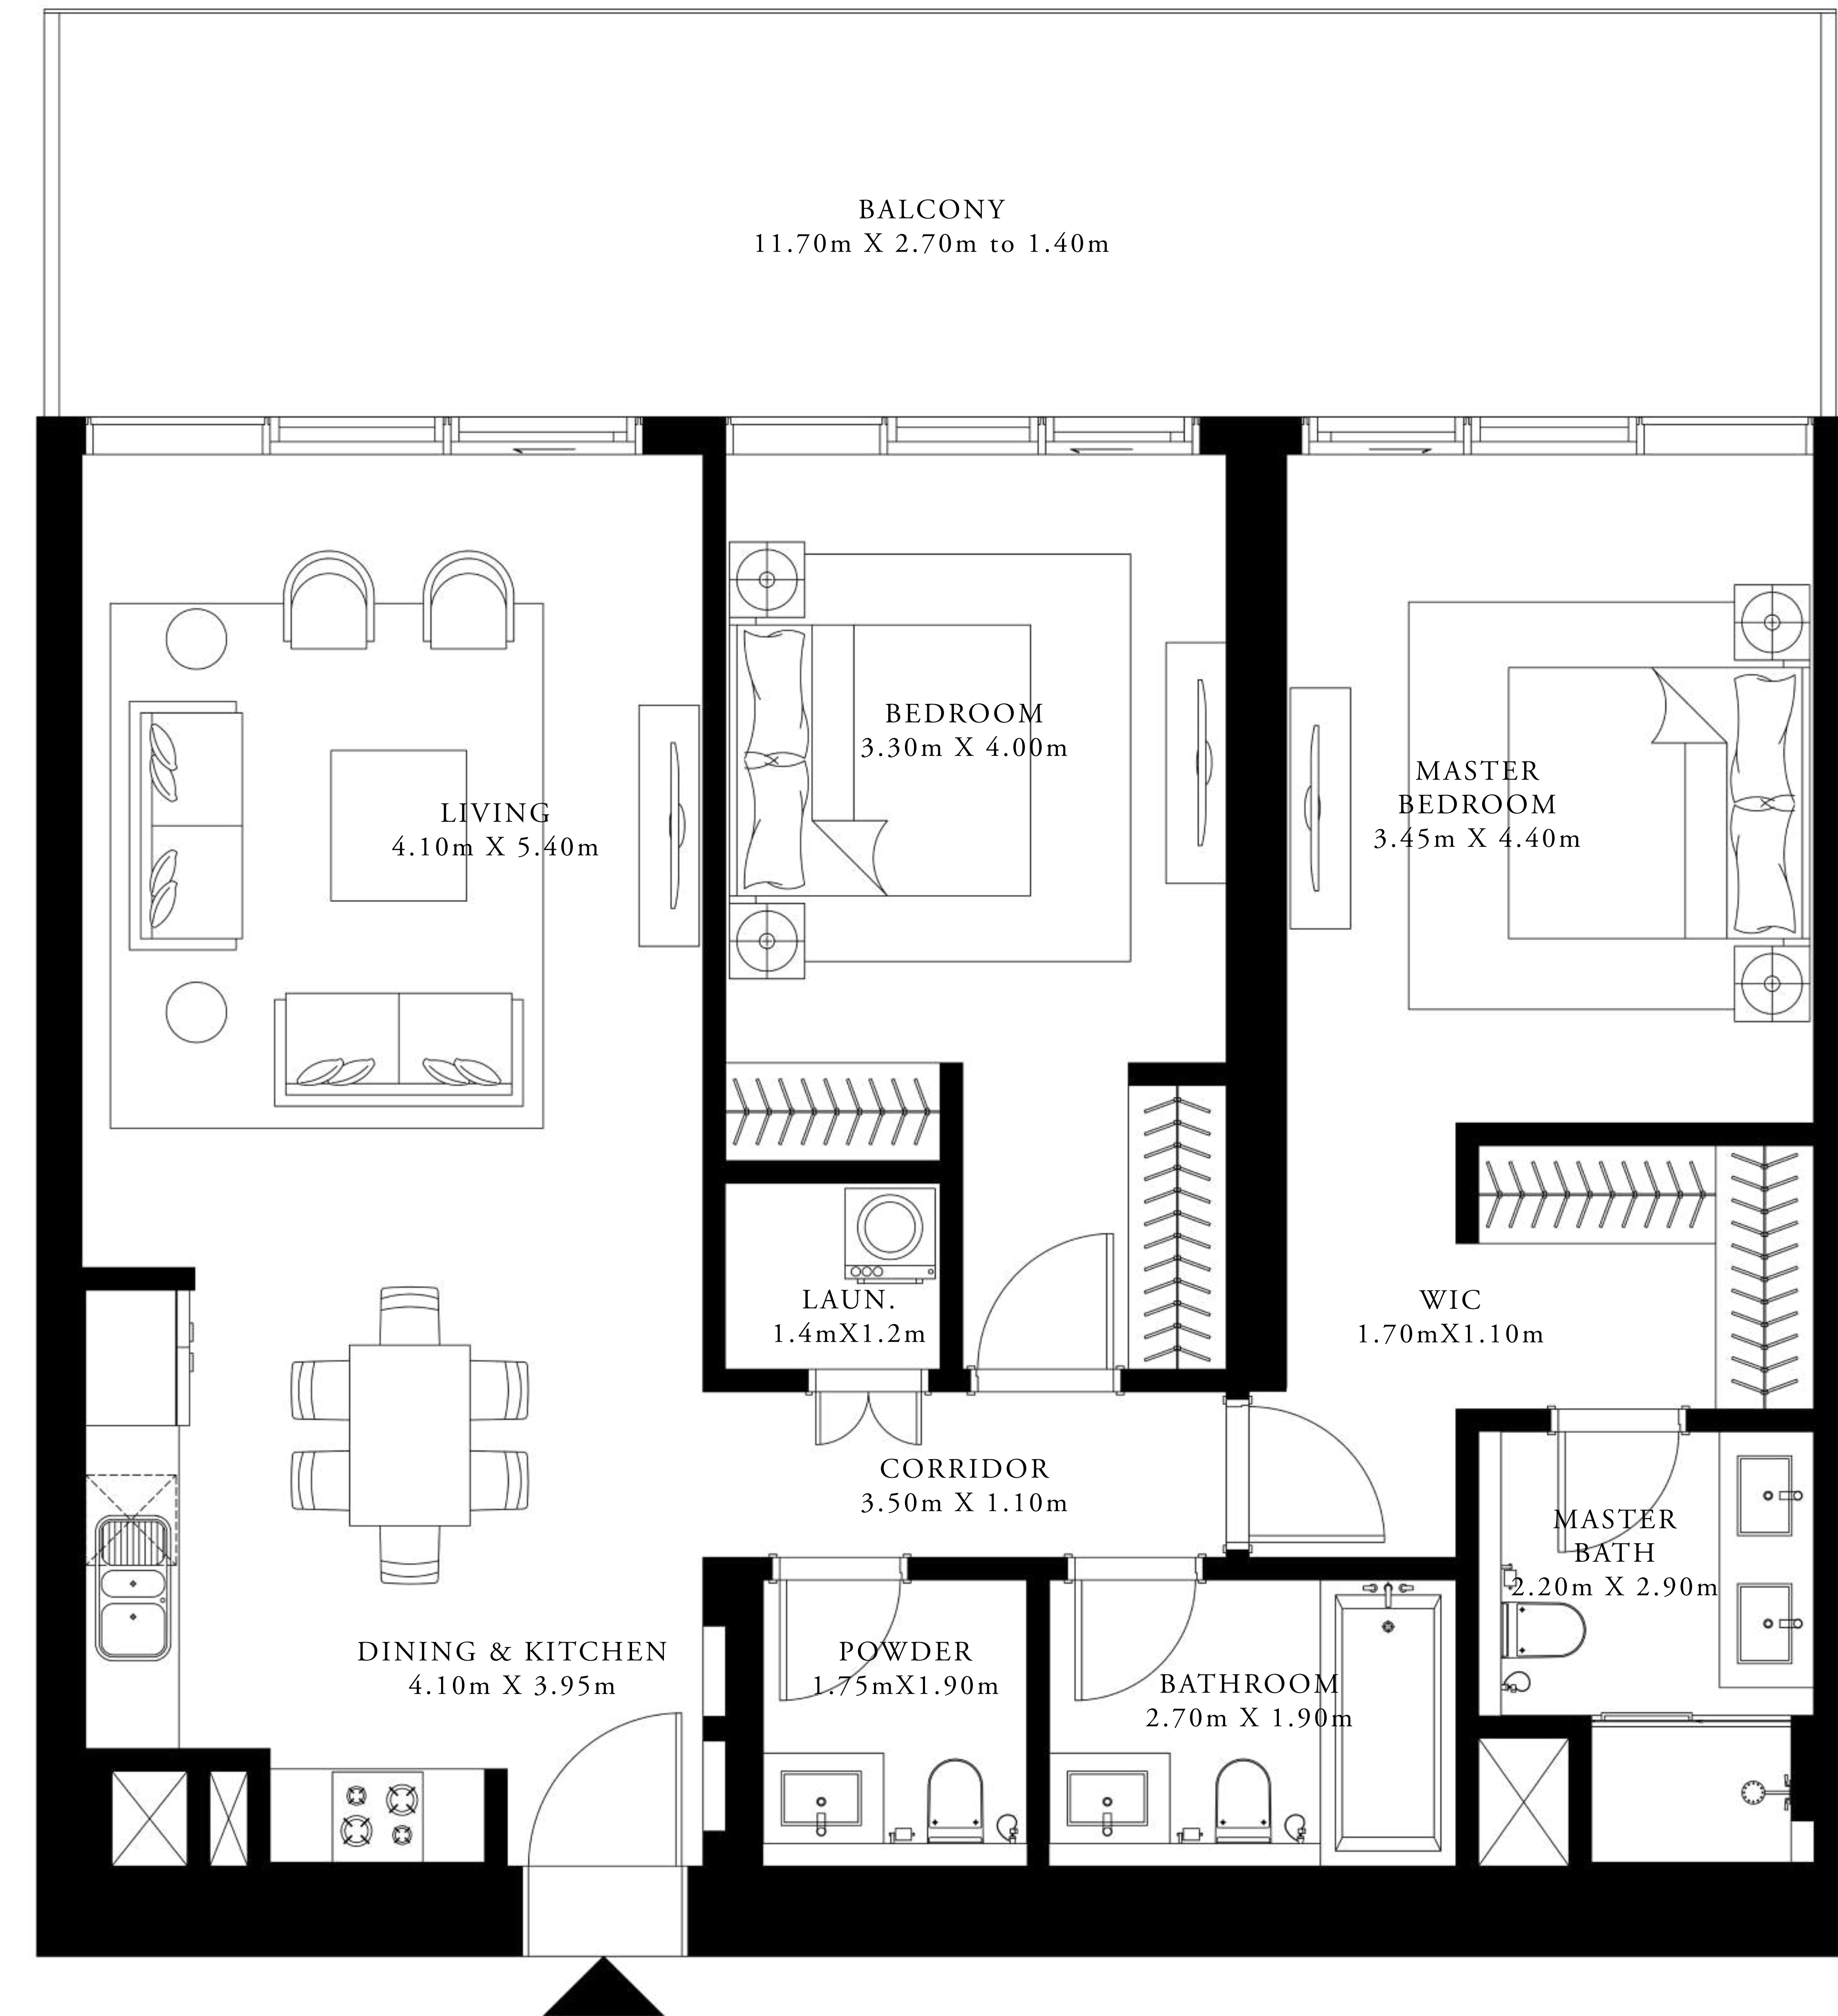 BALCONY
11.70m X 2.70m to 1.40m
LIVING
4.10m X 5.40m
BEDROOM
3.30m X 4.00m
MASTER
BEDROOM
3.45m X 4.40m
LAUN.
1.4mX1.2m
WIC
1.70mX1.10m
CORRIDOR
3.50m X 1.10m
MASTER
BATH
2.20m X 2.90m
DINING & KITCHEN
4.10m X 3.95m
POWDER
1.75mX1.90m
BATHROOM
2.70m X 1.90m